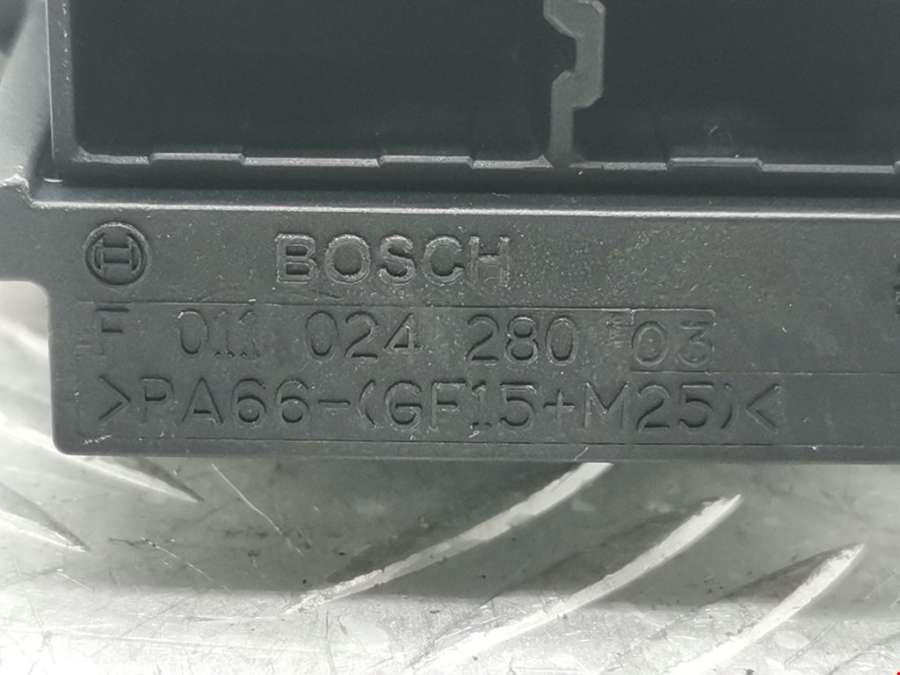 BOSCH
F 011 024 280 03
>PA66-(GF15+M25)<